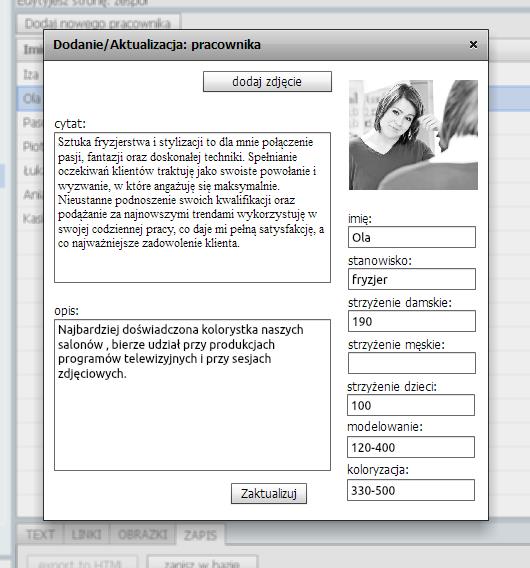 Edytujesz stronę: zespół
Dodaj nowego pracownika
Imię
Dodanie/Aktualizacja: pracownika
×
Iza
Ola
Piot
Łuk
Ania
Kas
dodaj zdjęcie
cytat:
Sztuka fryzjerstwa i stylizacji to dla mnie połączenie
pasji, fantazji oraz doskonałej techniki. Spełnianie
oczekiwań klientów traktuję jako swoiste powołanie i
wyzwanie, w które angażuję się maksymalnie.
Nieustanne podnoszenie swoich kwalifikacji oraz
podążanie za najnowszymi trendami wykorzystuję w
swojej codziennej pracy, co daje mi pełną satysfakcję, a
co najważniejsze zadowolenie klienta.
opis:
Najbardziej doświadczona kolorystka naszych
salonów , bierze udział przy produkcjach
programów telewizyjnych i przy sesjach
zdjęciowych.
Zaktualizuj
imię:
Ola
stanowisko:
fryzjer
strzyżenie damskie:
190
strzyżenie męskie:
strzyżenie dzieci:
100
modelowanie:
120-400
koloryzacja:
330-500
TEXT LINKI OBRAZKI ZAPIS
export to HTML zapisz w bazie